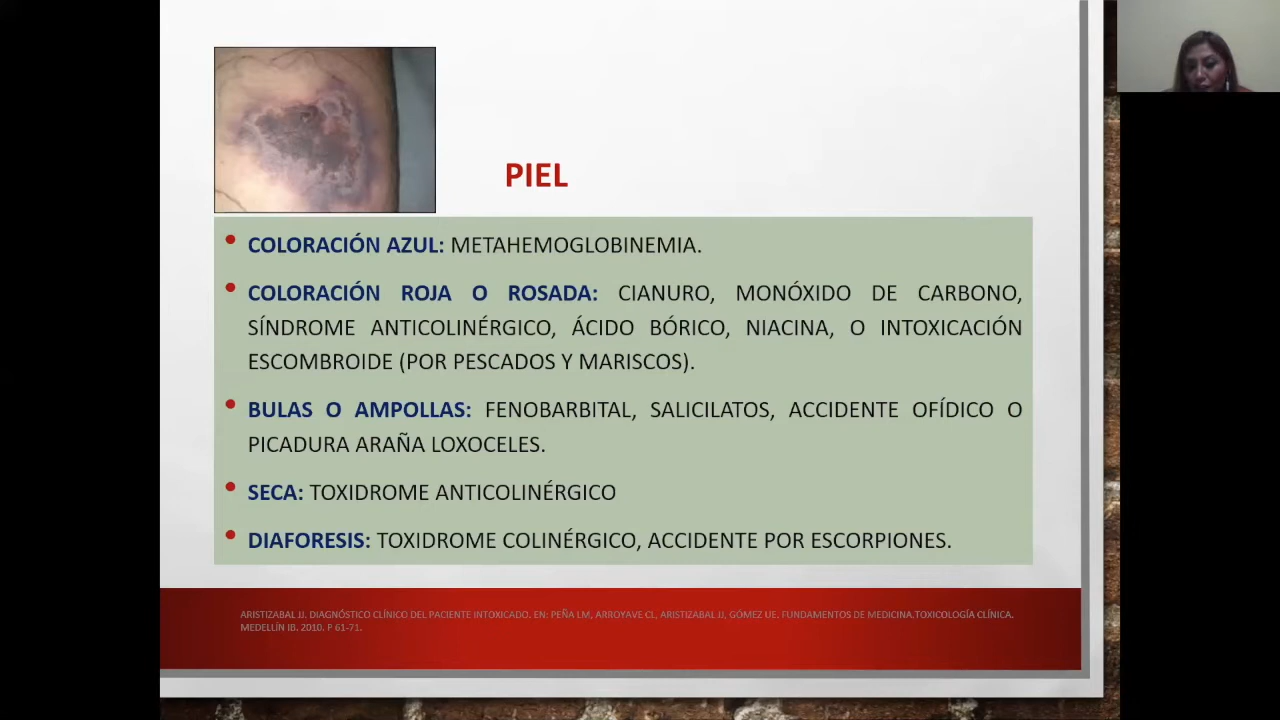 PIEL
• COLORACIÓN AZUL: METAHEMOGLOBINEMIA.
• COLORACIÓN ROJA O ROSADA: CIANURO, MONÓXIDO DE CARBONO,
SÍNDROME ANTICOLINÉRGICO, ÁCIDO BÓRICO, NIACINA, O INTOXICACIÓN
ESCOMBROIDE (POR PESCADOS Y MARISCOS).
• BULAS O AMPOLLAS: FENOBARBITAL, SALICILATOS, ACCIDENTE OFÍDICO O
PICADURA ARAÑA LOXOCELES.
• SECA: TOXIDROME ANTICOLINÉRGICO
• DIAFORESIS: TOXIDROME COLINÉRGICO, ACCIDENTE POR ESCORPIONES.
ARISTIZABAL JJ. DIAGNÓSTICO CLÍNICO DEL PACIENTE INTOXICADO. EN: PEÑA LM, ARROYAVE CL, ARISTIZABAL JJ, GÓMEZ UE. FUNDAMENTOS DE MEDICINA.TOXICOLOGÍA CLÍNICA.
MEDELLÍN IB. 2010. P 61-71.